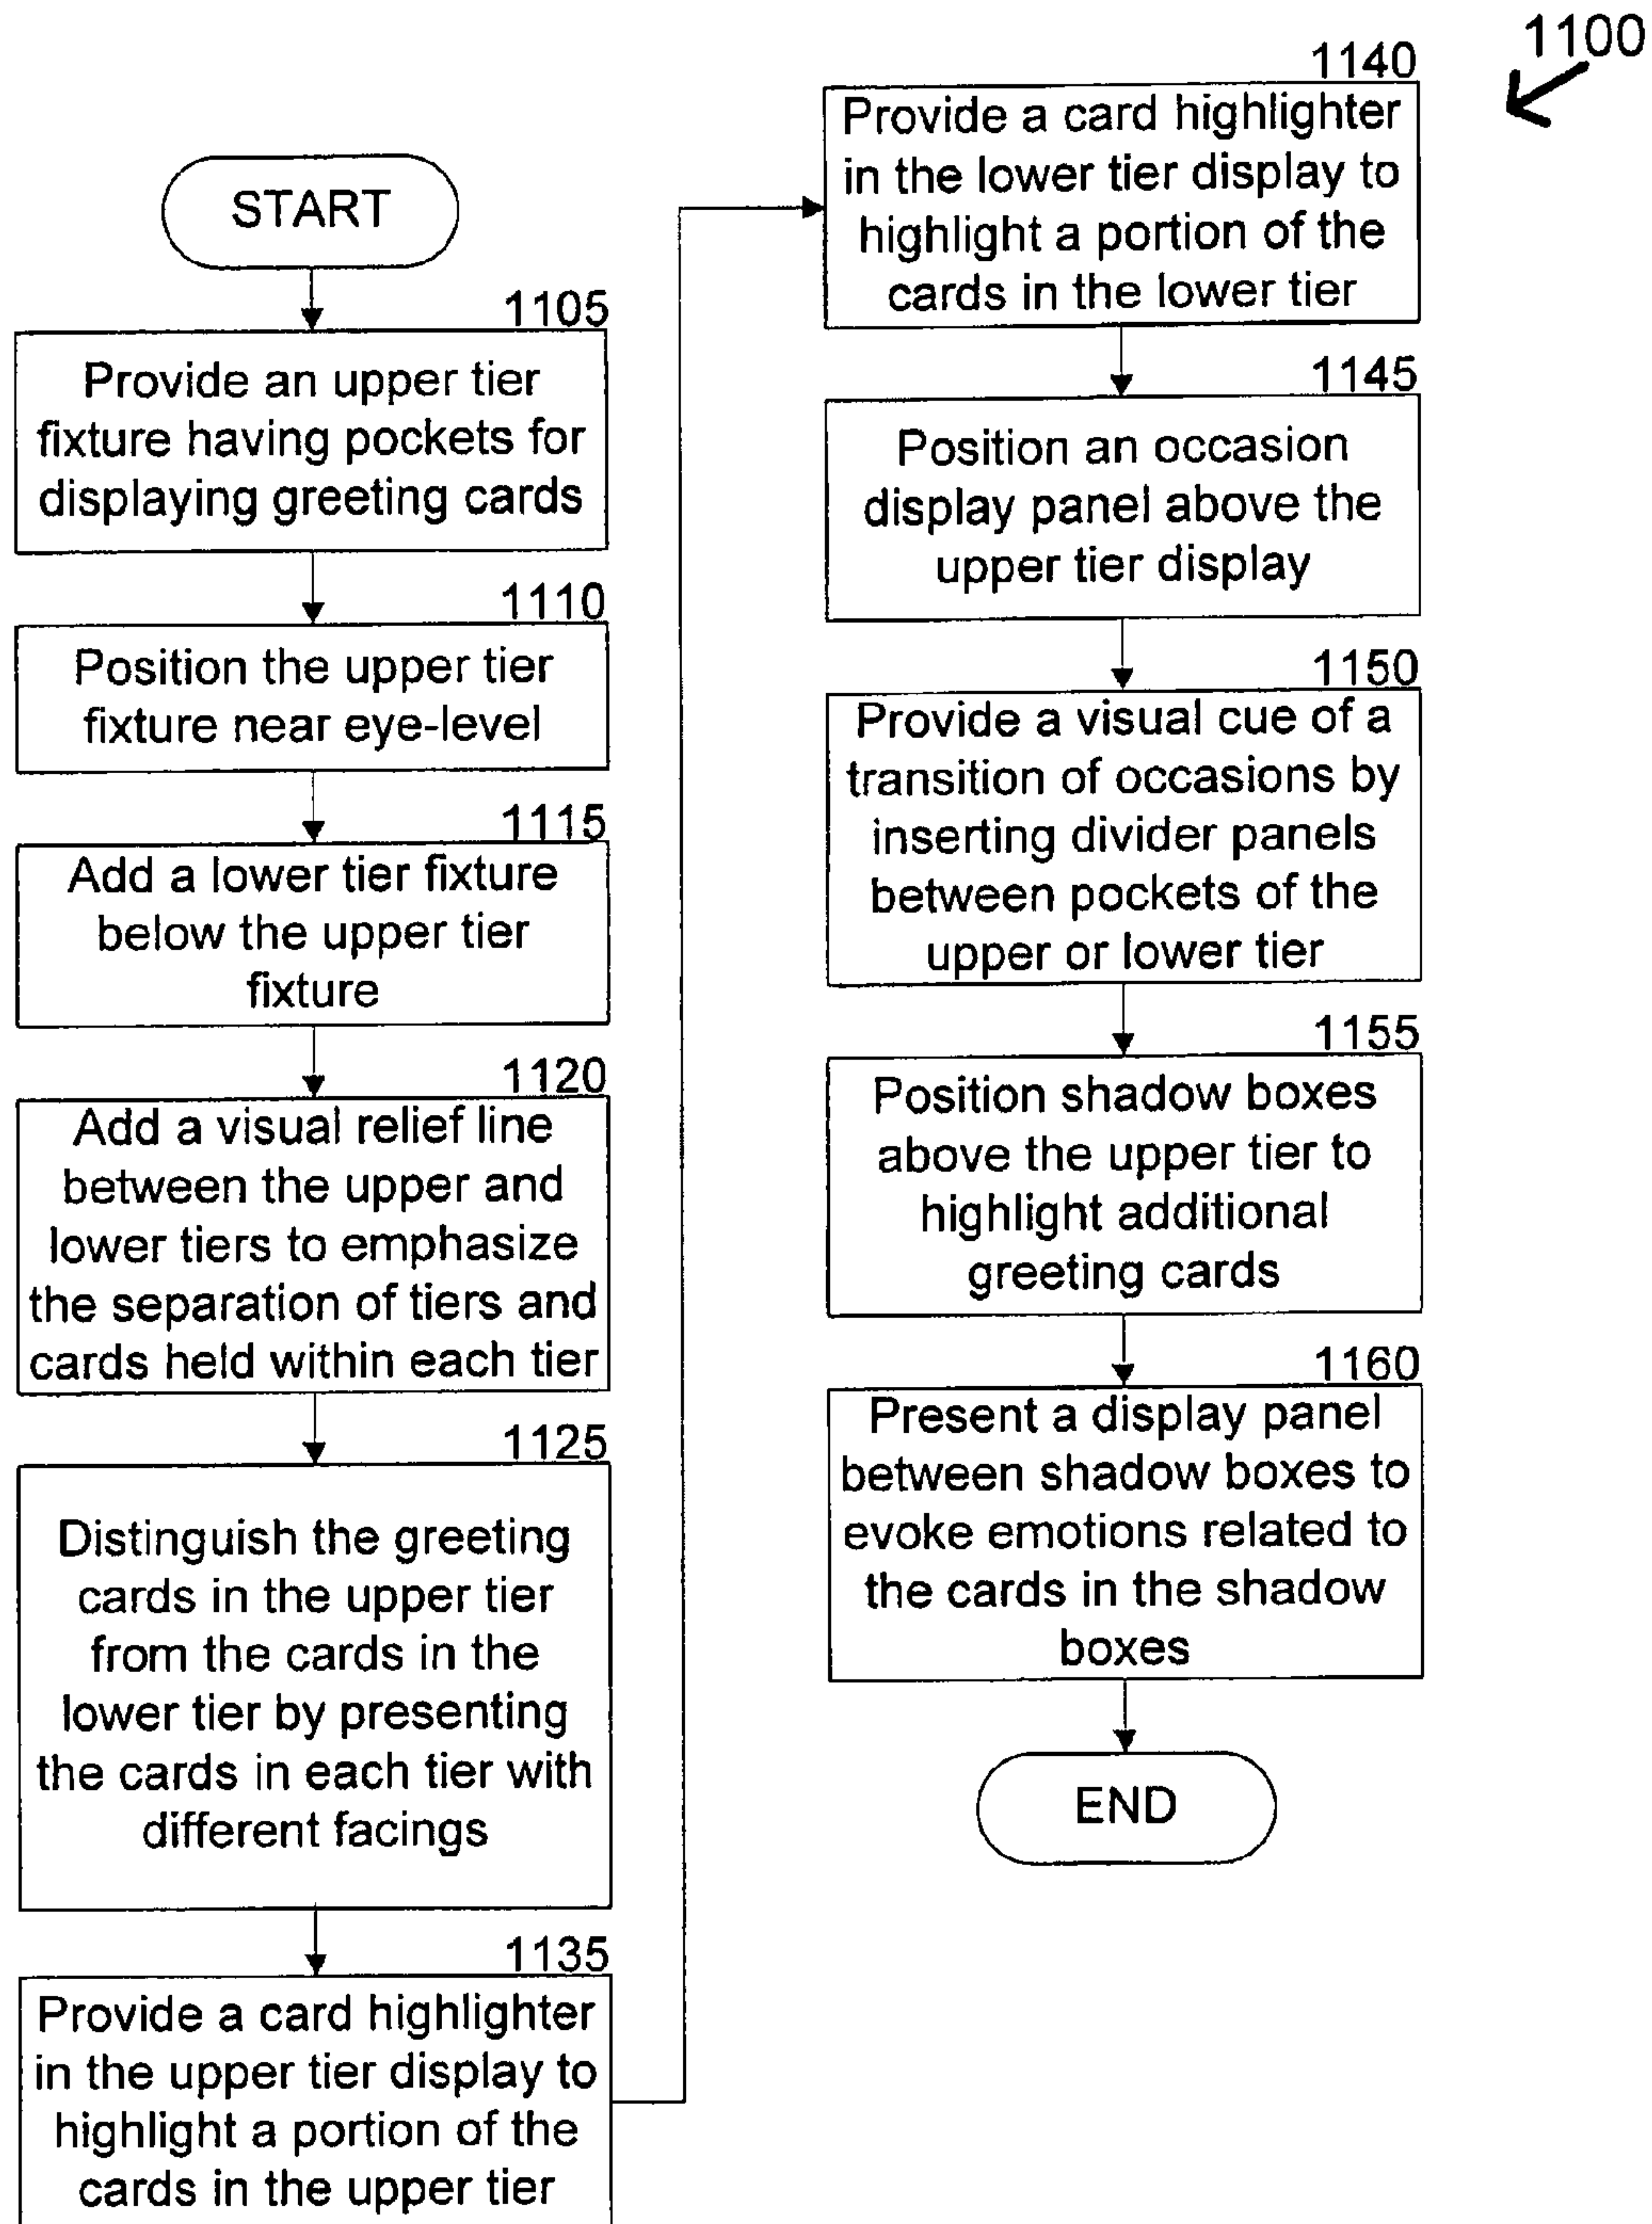 1100
START
1105
Provide an upper tier
fixture having pockets for
displaying greeting cards
1110
Position the upper tier
fixture near eye-level
1115
Add a lower tier fixture
below the upper tier
fixture
1120
Add a visual relief line
between the upper and
lower tiers to emphasize
the separation of tiers and
cards held within each tier
1125
Distinguish the greeting
cards in the upper tier
from the cards in the
lower tier by presenting
the cards in each tier with
different facings
1135
Provide a card highlighter
in the upper tier display to
highlight a portion of the
cards in the upper tier
1140
Provide a card highlighter
in the lower tier display to
highlight a portion of the
cards in the lower tier
1145
Position an occasion
display panel above the
upper tier display
1150
Provide a visual cue of a
transition of occasions by
inserting divider panels
between pockets of the
upper or lower tier
1155
Position shadow boxes
above the upper tier to
highlight additional
greeting cards
1160
Present a display panel
between shadow boxes to
evoke emotions related to
the cards in the shadow
boxes
END